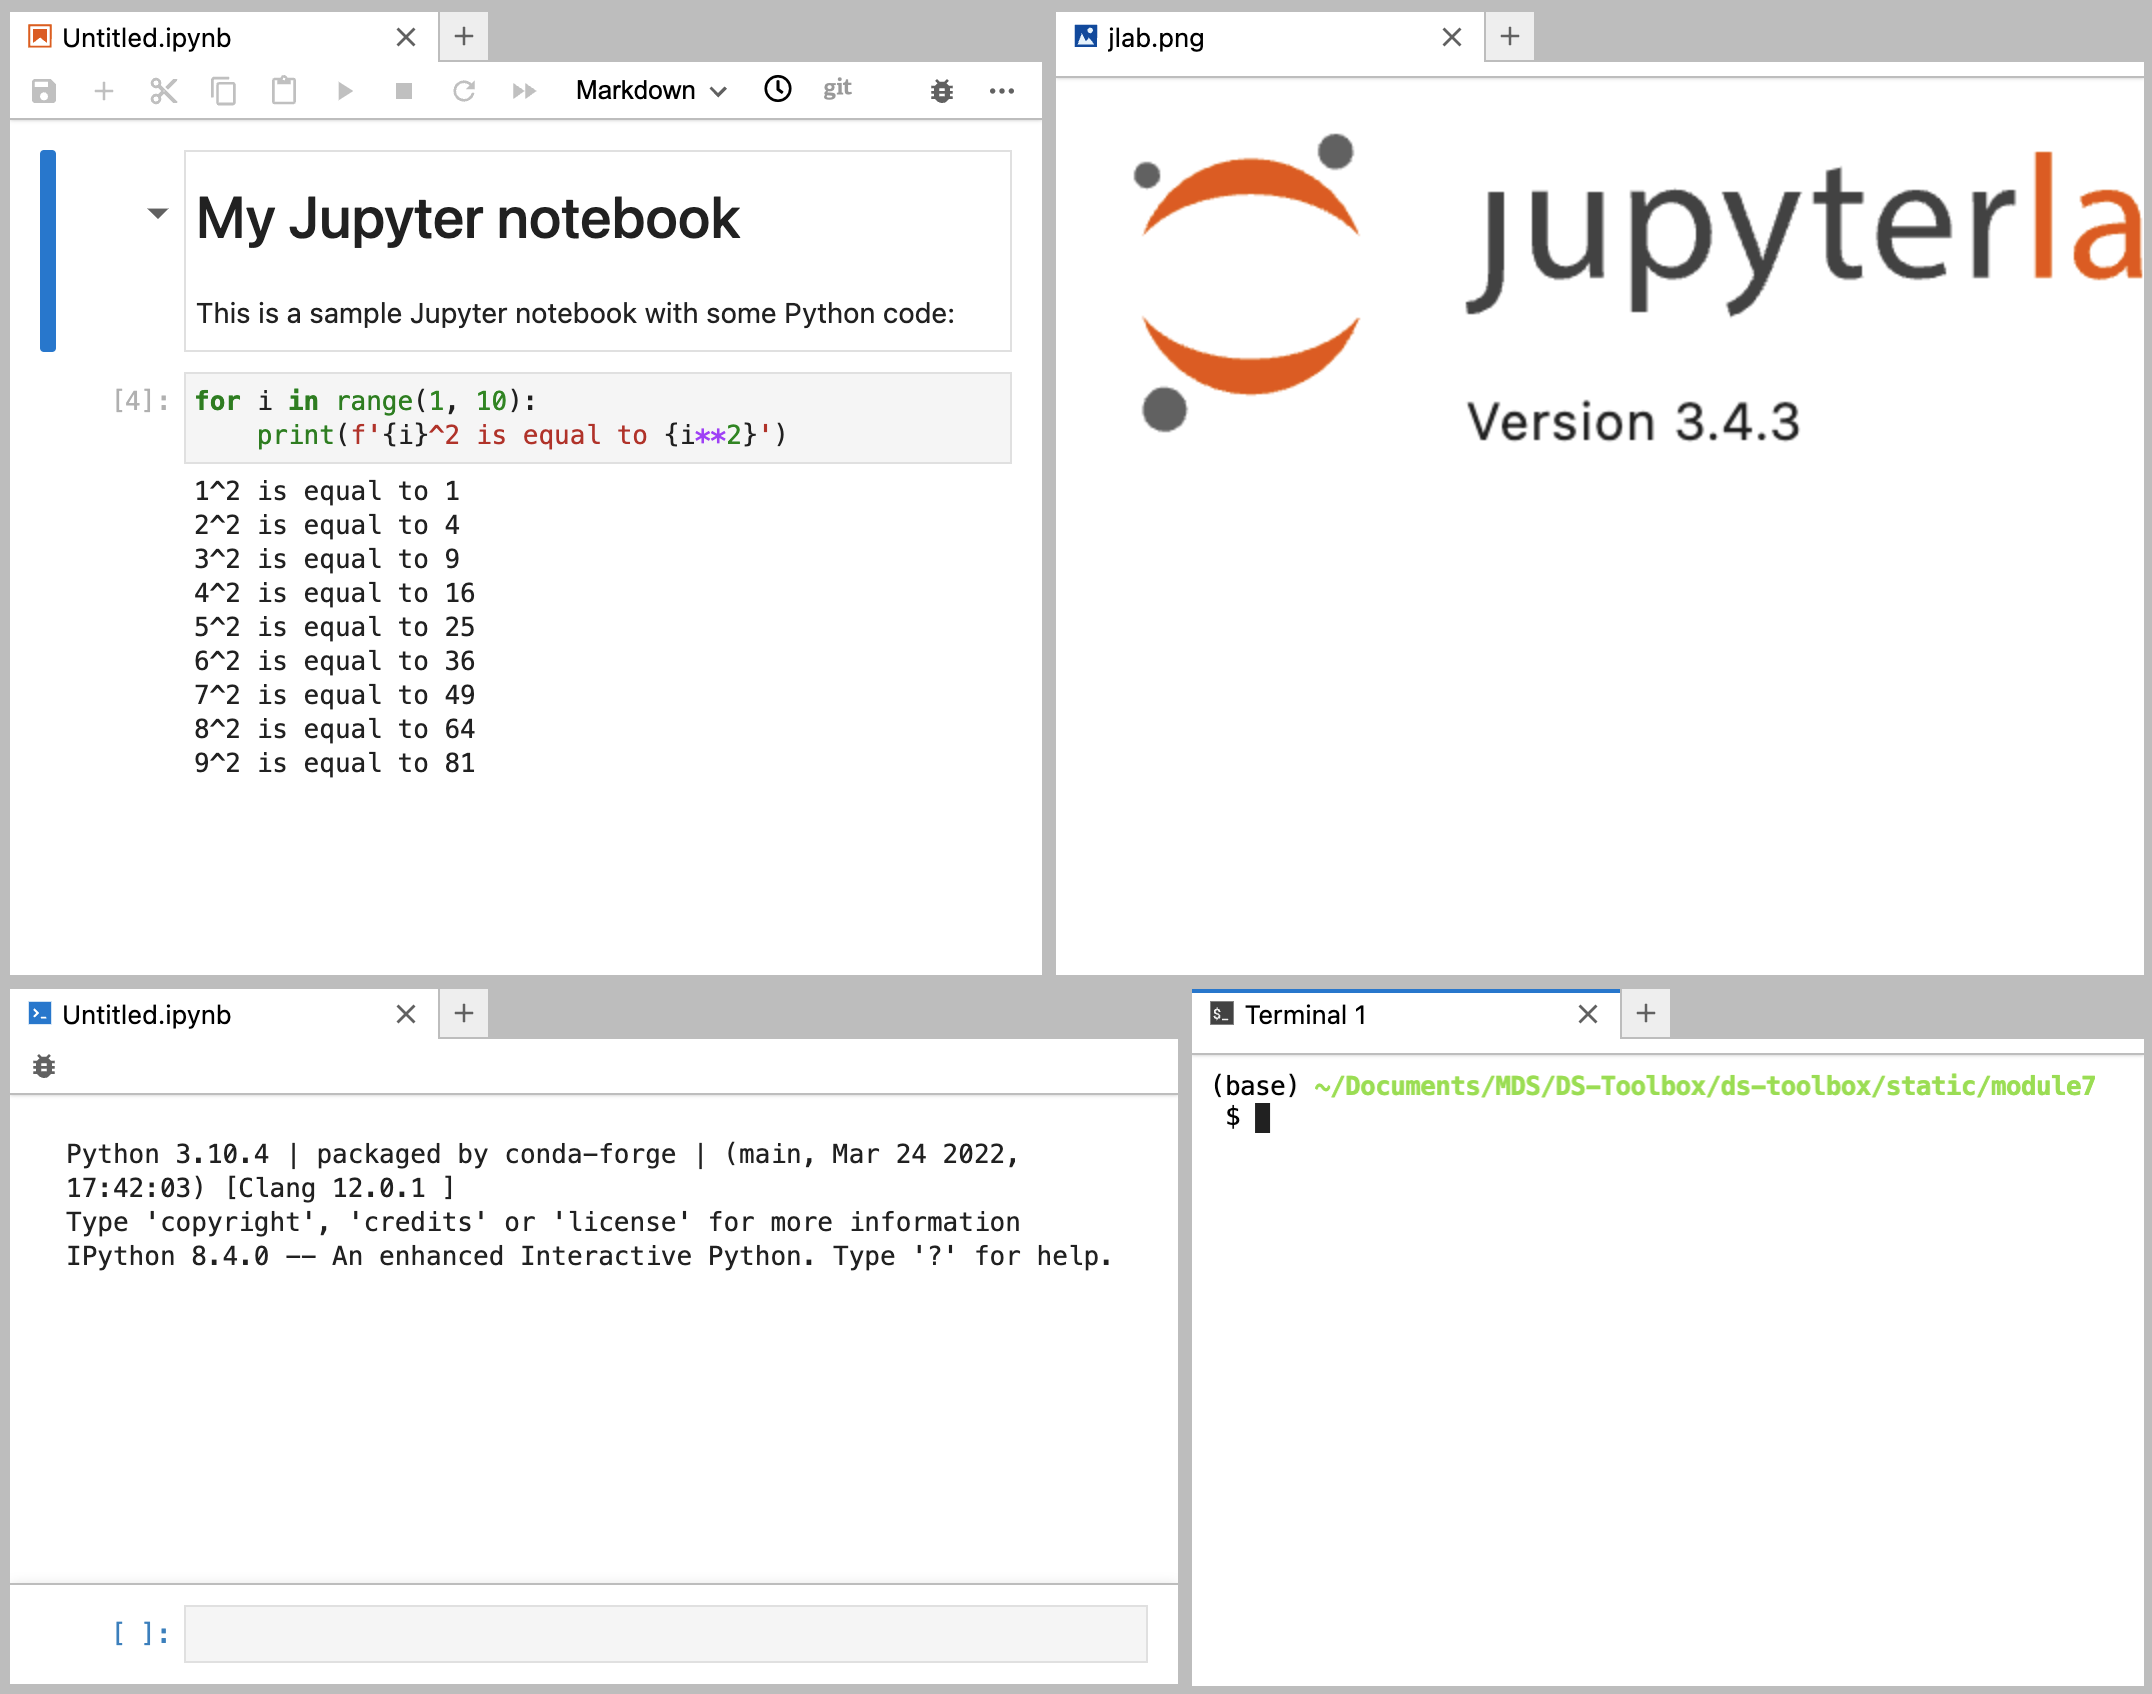 Untitled.ipynb
Markdown
git
My Jupyter notebook
This is a sample Jupyter notebook with some Python code:
[4]:
for i in range(1, 10):
    print(f'{i}^2 is equal to {i**2}')
1^2 is equal to 1
2^2 is equal to 4
3^2 is equal to 9
4^2 is equal to 16
5^2 is equal to 25
6^2 is equal to 36
7^2 is equal to 49
8^2 is equal to 64
9^2 is equal to 81
jlab.png
jupyterla
Version 3.4.3
Untitled.ipynb
Python 3.10.4 | packaged by conda-forge | (main, Mar 24 2022,
17:42:03) [Clang 12.0.1 ]
Type 'copyright', 'credits' or 'license' for more information
IPython 8.4.0 -- An enhanced Interactive Python. Type '?' for help.
[ ]:
Terminal 1
(base) ~/Documents/MDS/DS-Toolbox/ds-toolbox/static/module7
$